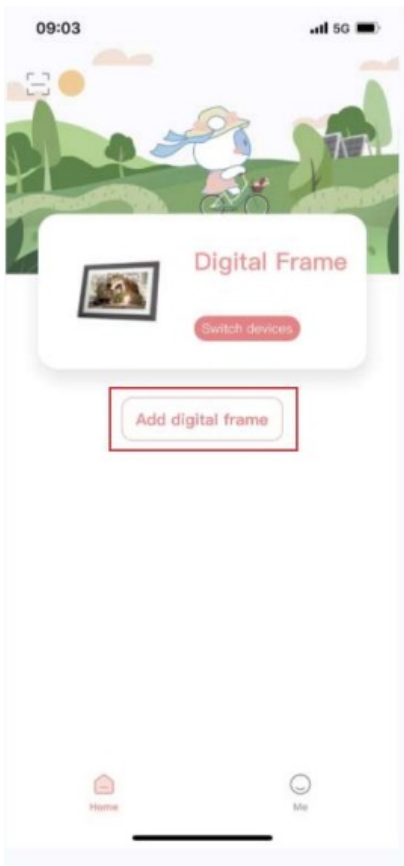 09:03 5G
Digital Frame
Switch devices
Add digital frame
Home Me